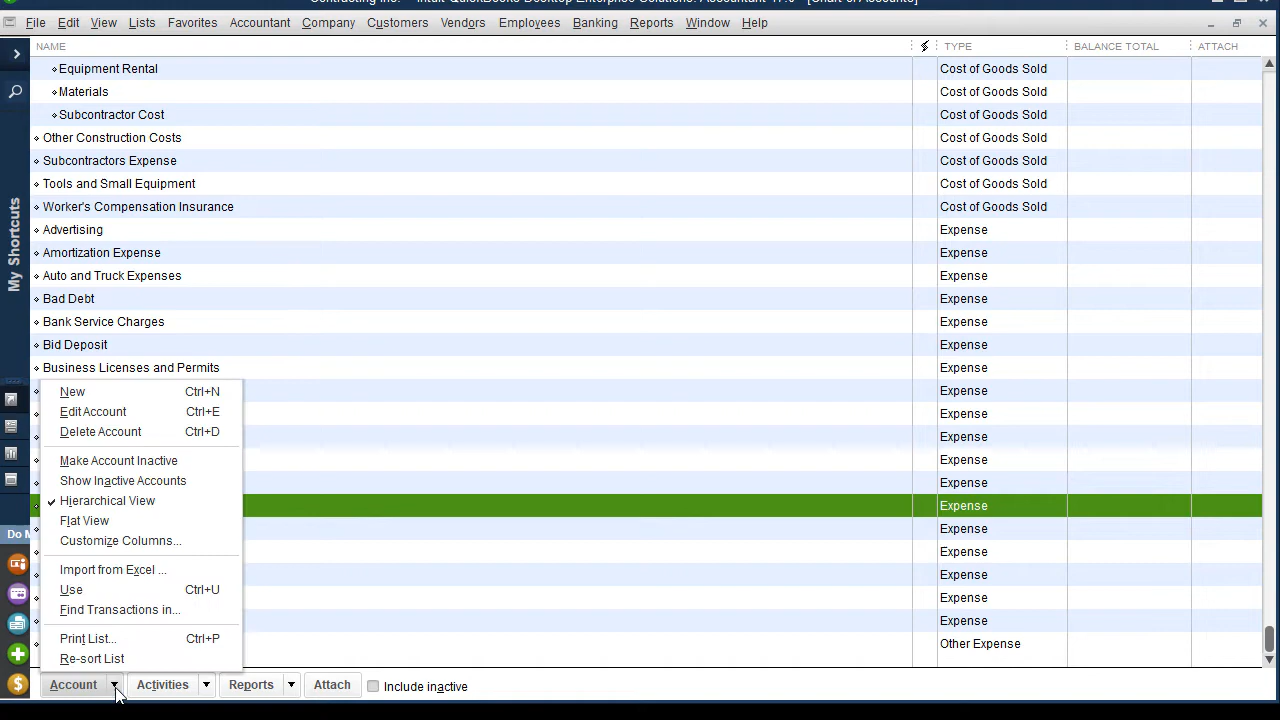 Contracting Inc. - Intuit QuickBooks Desktop Enterprise Solutions: Accountant 17.0 - [Chart of Accounts]
File Edit View Lists Favorites Accountant Company Customers Vendors Employees Banking Reports Window Help
NAME TYPE BALANCE TOTAL ATTACH
Equipment Rental Cost of Goods Sold
Materials Cost of Goods Sold
Subcontractor Cost Cost of Goods Sold
Other Construction Costs Cost of Goods Sold
Subcontractors Expense Cost of Goods Sold
Tools and Small Equipment Cost of Goods Sold
Worker's Compensation Insurance Cost of Goods Sold
Advertising Expense
Amortization Expense Expense
Auto and Truck Expenses Expense
Bad Debt Expense
Bank Service Charges Expense
Bid Deposit Expense
Business Licenses and Permits Expense
My Shortcuts
New Ctrl+N Expense
Edit Account Ctrl+E Expense
Delete Account Ctrl+D Expense
Make Account Inactive Expense
Show Inactive Accounts Expense
Hierarchical View Expense
Flat View Expense
Customize Columns... Expense
Import from Excel ... Expense
Use Ctrl+U Expense
Find Transactions in... Expense
Print List... Ctrl+P Other Expense
Re-sort List
Do M
Account Activities Reports Attach Include inactive